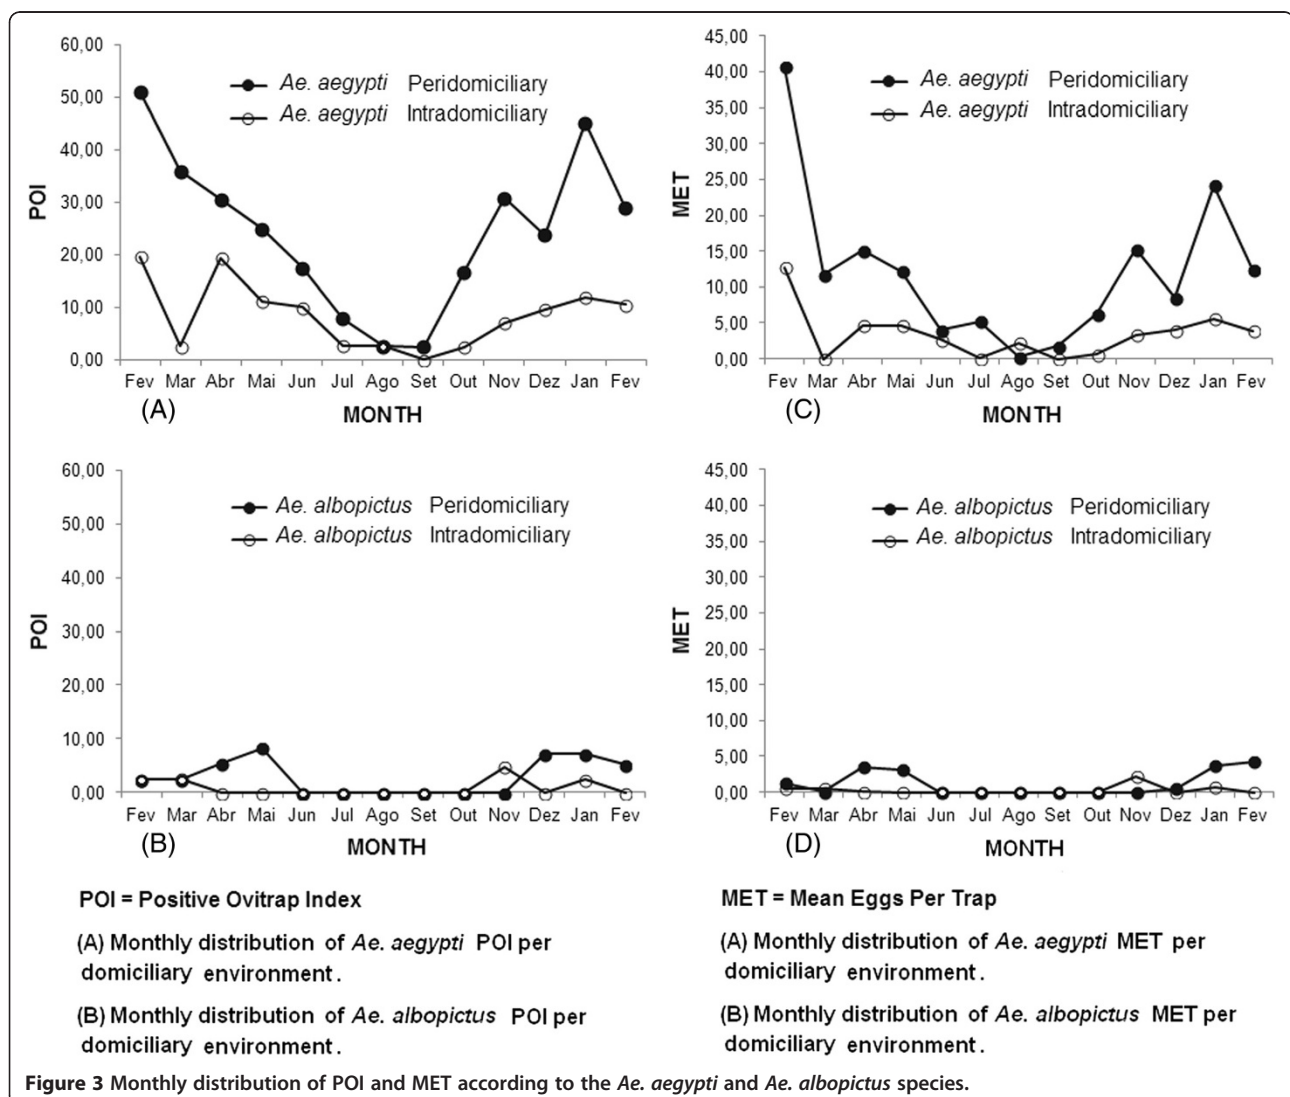 60,00
50,00
40,00
30,00
20,00
10,00
0,00
POI
Ae. aegypti Peridomiciliary
Ae. aegypti Intradomiciliary
Fev Mar Abr Mai Jun Jul Ago Set Out Nov Dez Jan Fev
(A)
MONTH
45,00
40,00
35,00
30,00
25,00
20,00
15,00
10,00
5,00
0,00
MET
Ae. aegypti Peridomiciliary
Ae. aegypti Intradomiciliary
Fev Mar Abr Mai Jun Jul Ago Set Out Nov Dez Jan Fev
(C)
MONTH
60,00
50,00
40,00
30,00
20,00
10,00
0,00
POI
Ae. albopictus Peridomiciliary
Ae. albopictus Intradomiciliary
Fev Mar Abr Mai Jun Jul Ago Set Out Nov Dez Jan Fev
(B)
MONTH
45,00
40,00
35,00
30,00
25,00
20,00
15,00
10,00
5,00
0,00
MET
Ae. albopictus Peridomiciliary
Ae. albopictus Intradomiciliary
Fev Mar Abr Mai Jun Jul Ago Set Out Nov Dez Jan Fev
(D)
MONTH
POI = Positive Ovitrap Index
(A) Monthly distribution of Ae. aegypti POI per
domiciliary environment.
(B) Monthly distribution of Ae. albopictus POI per
domiciliary environment.
MET = Mean Eggs Per Trap
(A) Monthly distribution of Ae. aegypti MET per
domiciliary environment.
(B) Monthly distribution of Ae. albopictus MET per
domiciliary environment.
Figure 3 Monthly distribution of POI and MET according to the Ae. aegypti and Ae. albopictus species.